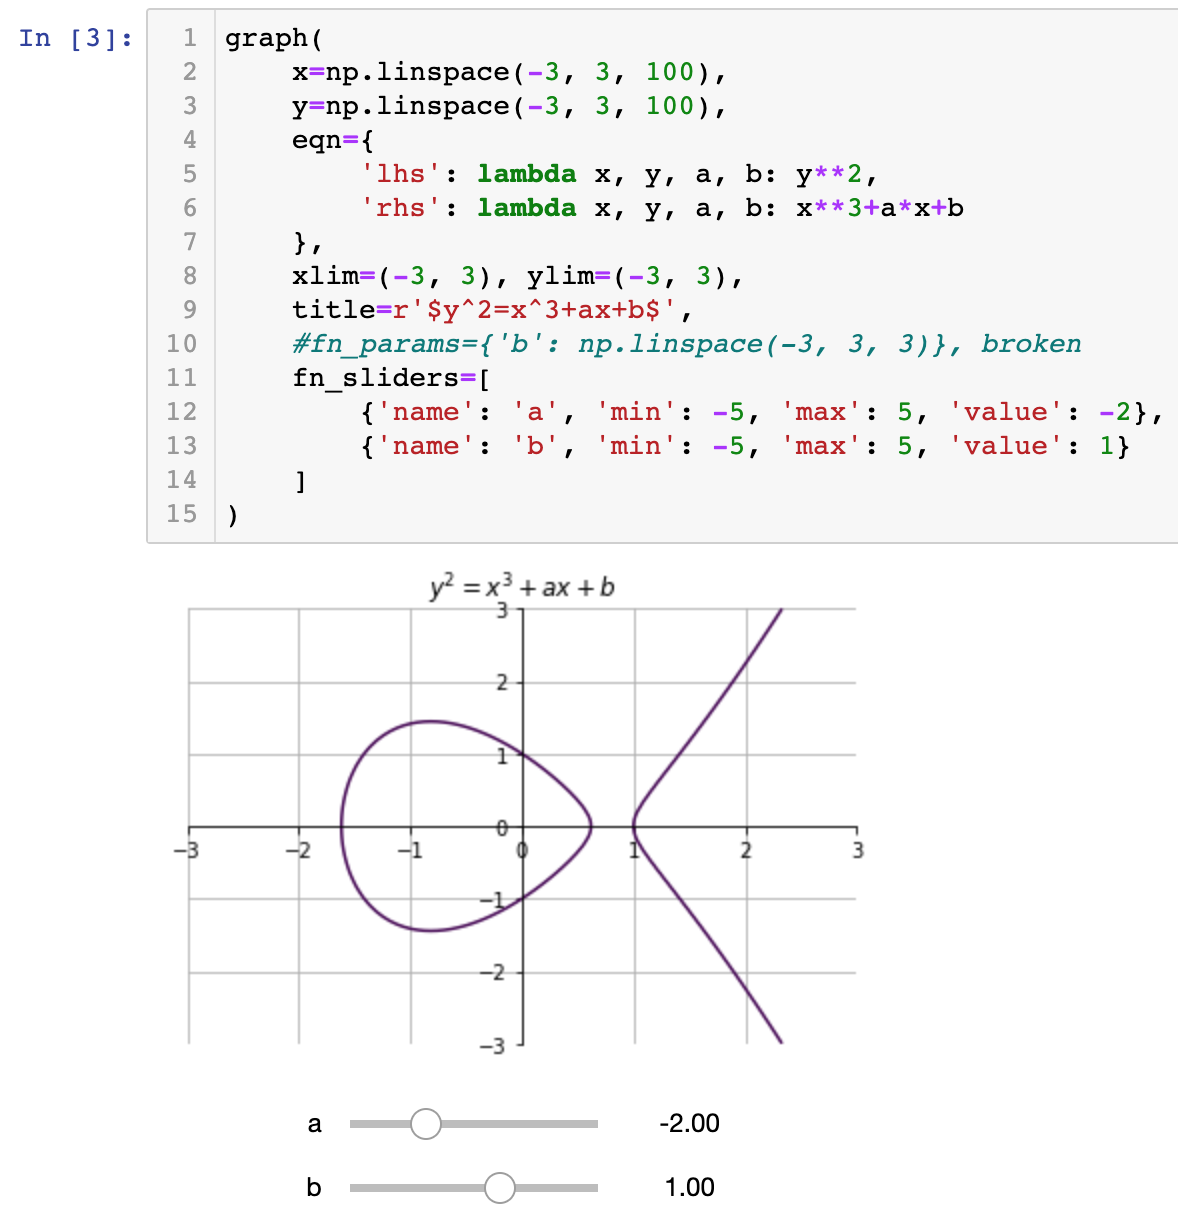 In [3]:
1 graph(
2     x=np.linspace(-3, 3, 100),
3     y=np.linspace(-3, 3, 100),
4     eqn={
5         'lhs': lambda x, y, a, b: y**2,
6         'rhs': lambda x, y, a, b: x**3+a*x+b
7     },
8     xlim=(-3, 3), ylim=(-3, 3),
9     title=r'$y^2=x^3+ax+b$',
10     #fn_params={'b': np.linspace(-3, 3, 3)}, broken
11     fn_sliders=[
12         {'name': 'a', 'min': -5, 'max': 5, 'value': -2},
13         {'name': 'b', 'min': -5, 'max': 5, 'value': 1}
14     ]
15 )
y² = x³ + ax + b
3
2
1
0
−3 −2 −1 0 1 2 3
−1
−2
−3
a -2.00
b 1.00